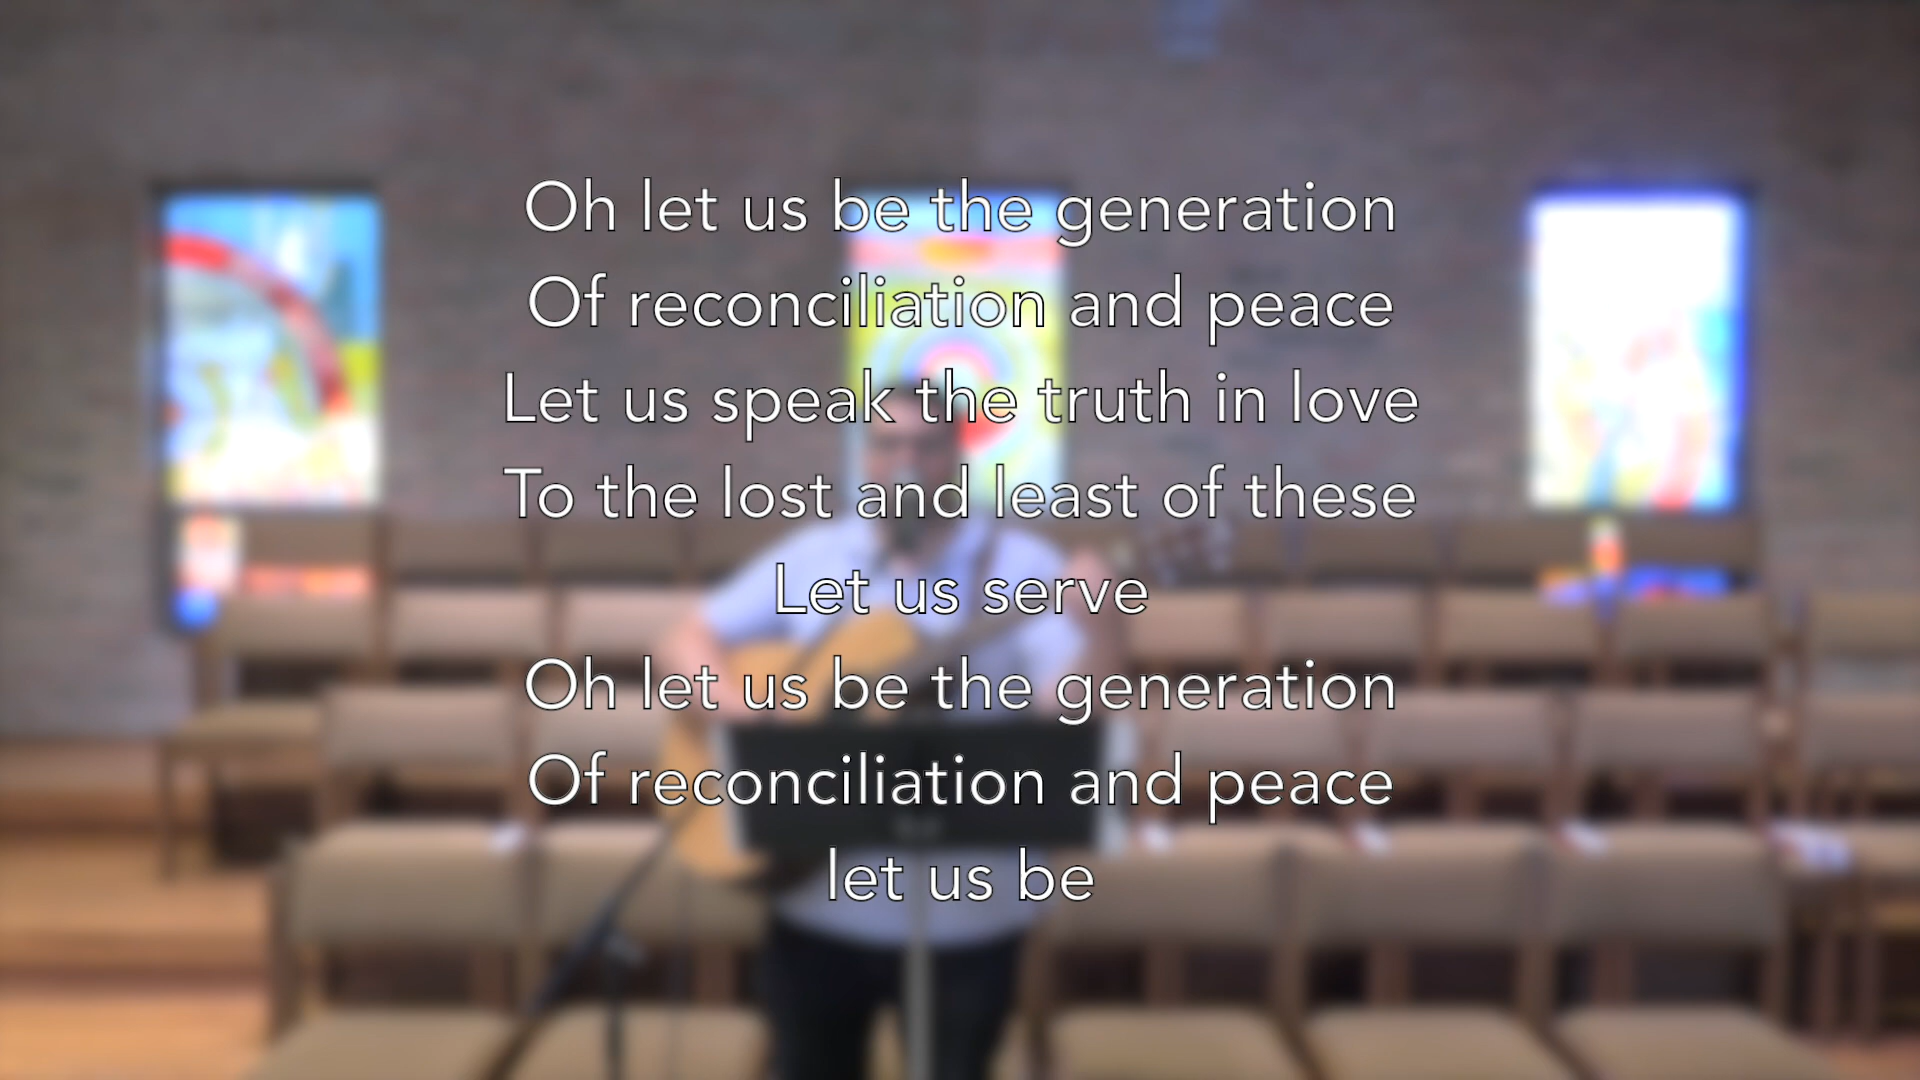 Oh let us be the generation
Of reconciliation and peace
Let us speak the truth in love
To the lost and least of these
Let us serve
Oh let us be the generation
Of reconciliation and peace
let us be